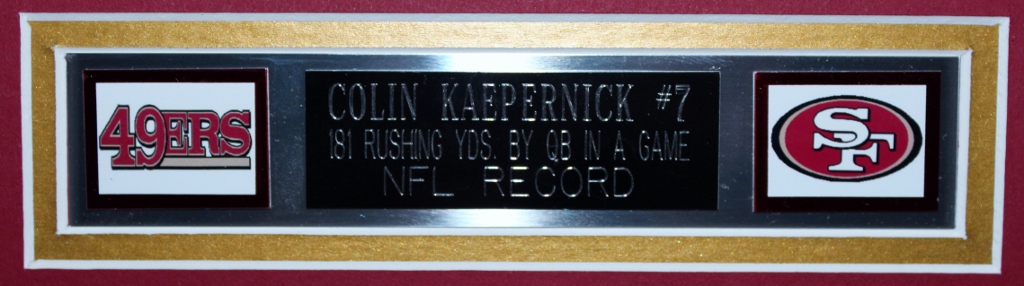 49ERS
COLIN KAEPERNICK #7
181 RUSHING YDS. BY QB IN A GAME
NFL RECORD
SF